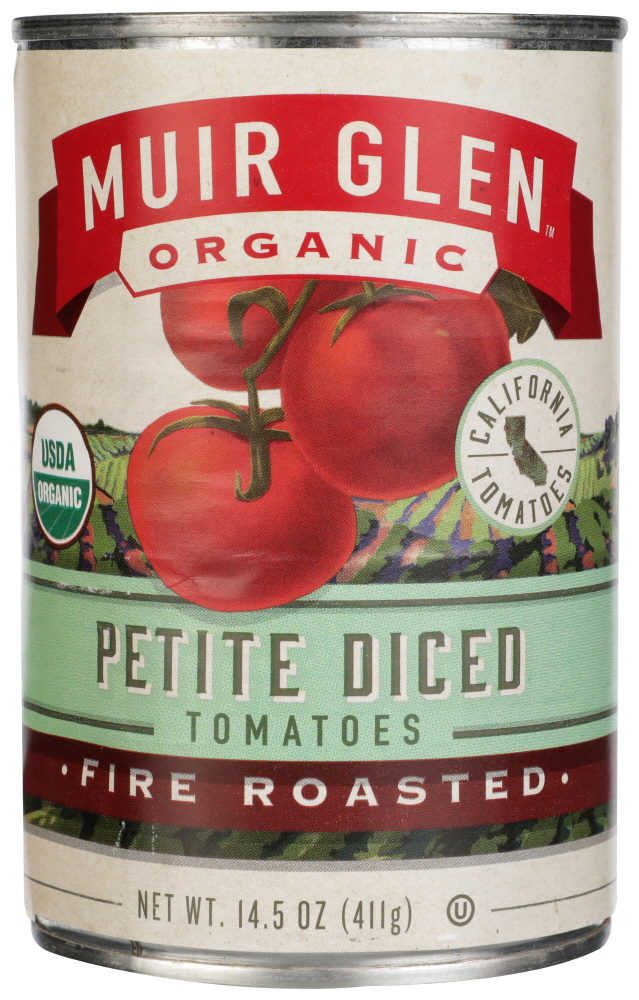 MUIR GLEN™
ORGANIC
CALIFORNIA
TOMATOES
USDA
ORGANIC
PETITE DICED
TOMATOES
•FIRE ROASTED•
NET WT. 14.5 OZ (411g) U